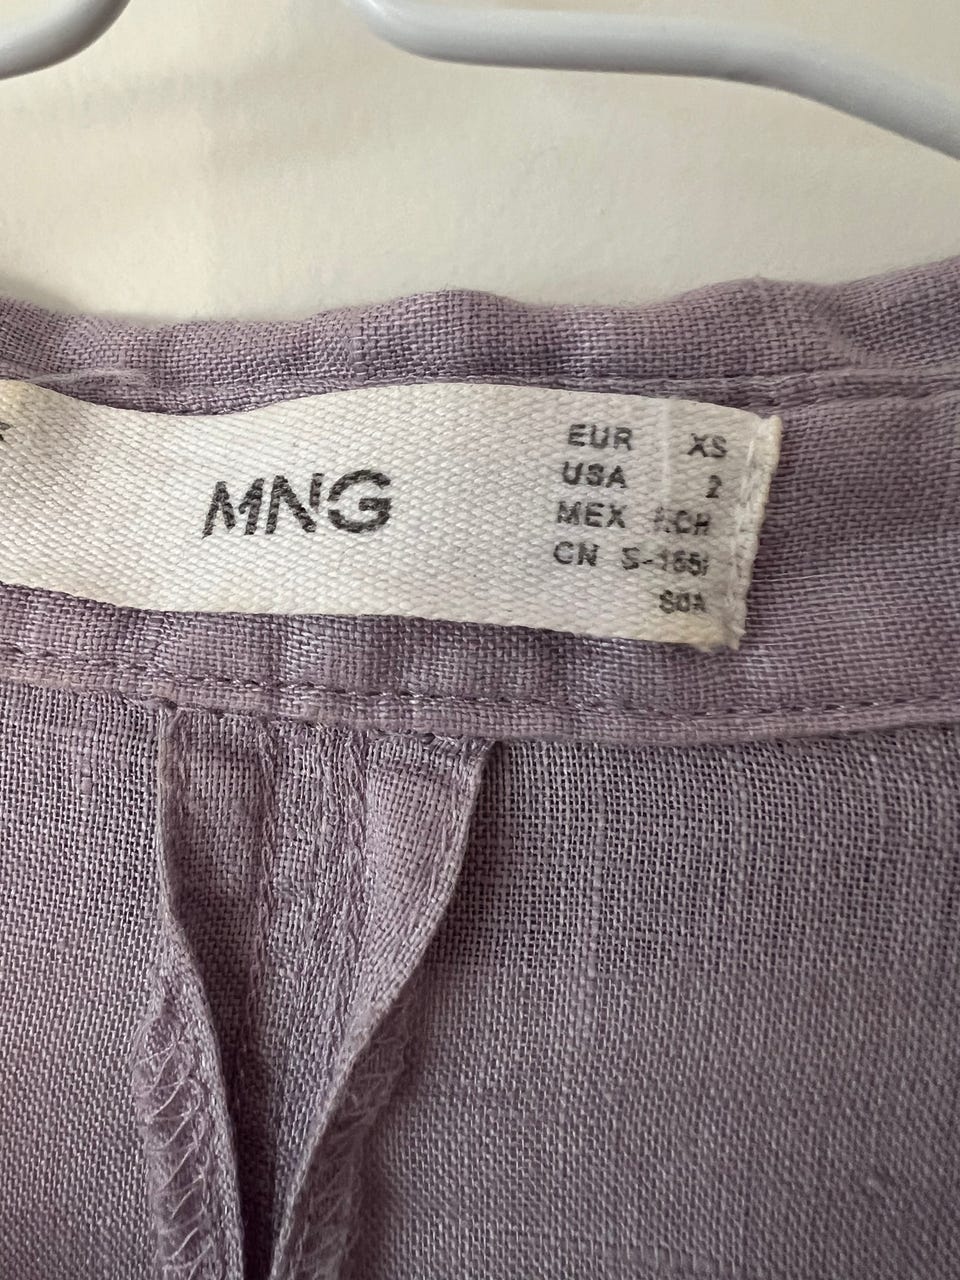 MNG
EUR XS
USA 2
MEX
CN S-165/